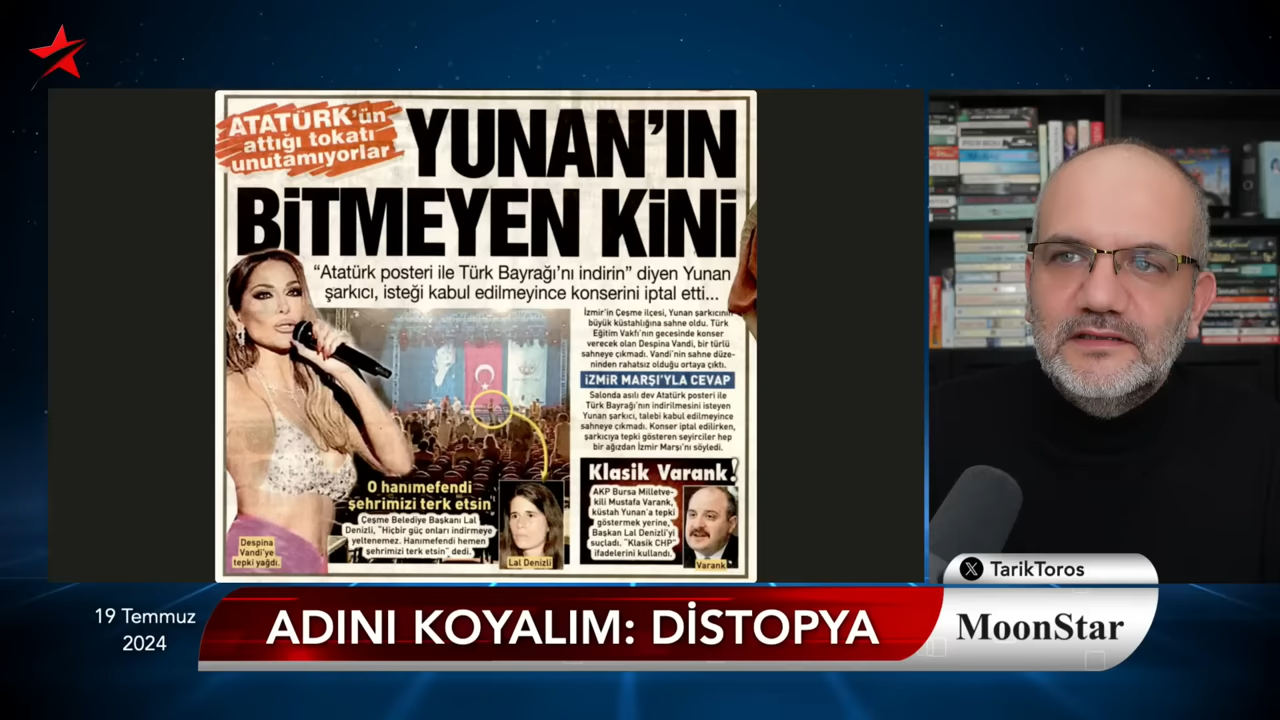 ATATÜRK'ün
attığı tokatı
unutamıyorlar
YUNAN'IN
BİTMEYEN KİNİ
"Atatürk posteri ile Türk Bayrağı'nı indirin" diyen Yunan
şarkıcı, isteği kabul edilmeyince konserini iptal etti...
İzmir'in Çeşme ilçesi, Yunan şarkıcının
büyük küstahlığına sahne oldu. Türk
Eğitim Vakfı'nın gecesinde konser
verecek olan Despina Vandi, bir türlü
sahneye çıkmadı. Vandi'nin sahne düze-
ninden rahatsız olduğu ortaya çıktı.
İZMİR MARŞI'YLA CEVAP
Salonda asılı dev Atatürk posteri ile
Türk Bayrağı'nın indirilmesini isteyen
Yunan şarkıcı, talebi kabul edilmeyince
sahneye çıkmadı. Konser iptal edilirken,
şarkıcıya tepki gösteren seyirciler hep
bir ağızdan İzmir Marşı'nı söyledi.
O hanımefendi
şehrimizi terk etsin
Çeşme Belediye Başkanı Lal
Denizli, "Hiçbir güç onları indirmeye
yeltenemez. Hanımefendi hemen
şehrimizi terk etsin" dedi.
Lal Denizli
Despina
Vandi'ye
tepki yağdı.
Klasik Varank!
AKP Bursa Milletve-
kili Mustafa Varank,
küstah Yunan'a tepki
göstermek yerine,
Başkan Lal Denizli'yi
suçladı. "Klasik CHP"
ifadelerini kullandı.
Varank
TarikToros
MoonStar
19 Temmuz
2024
ADINI KOYALIM: DİSTOPYA